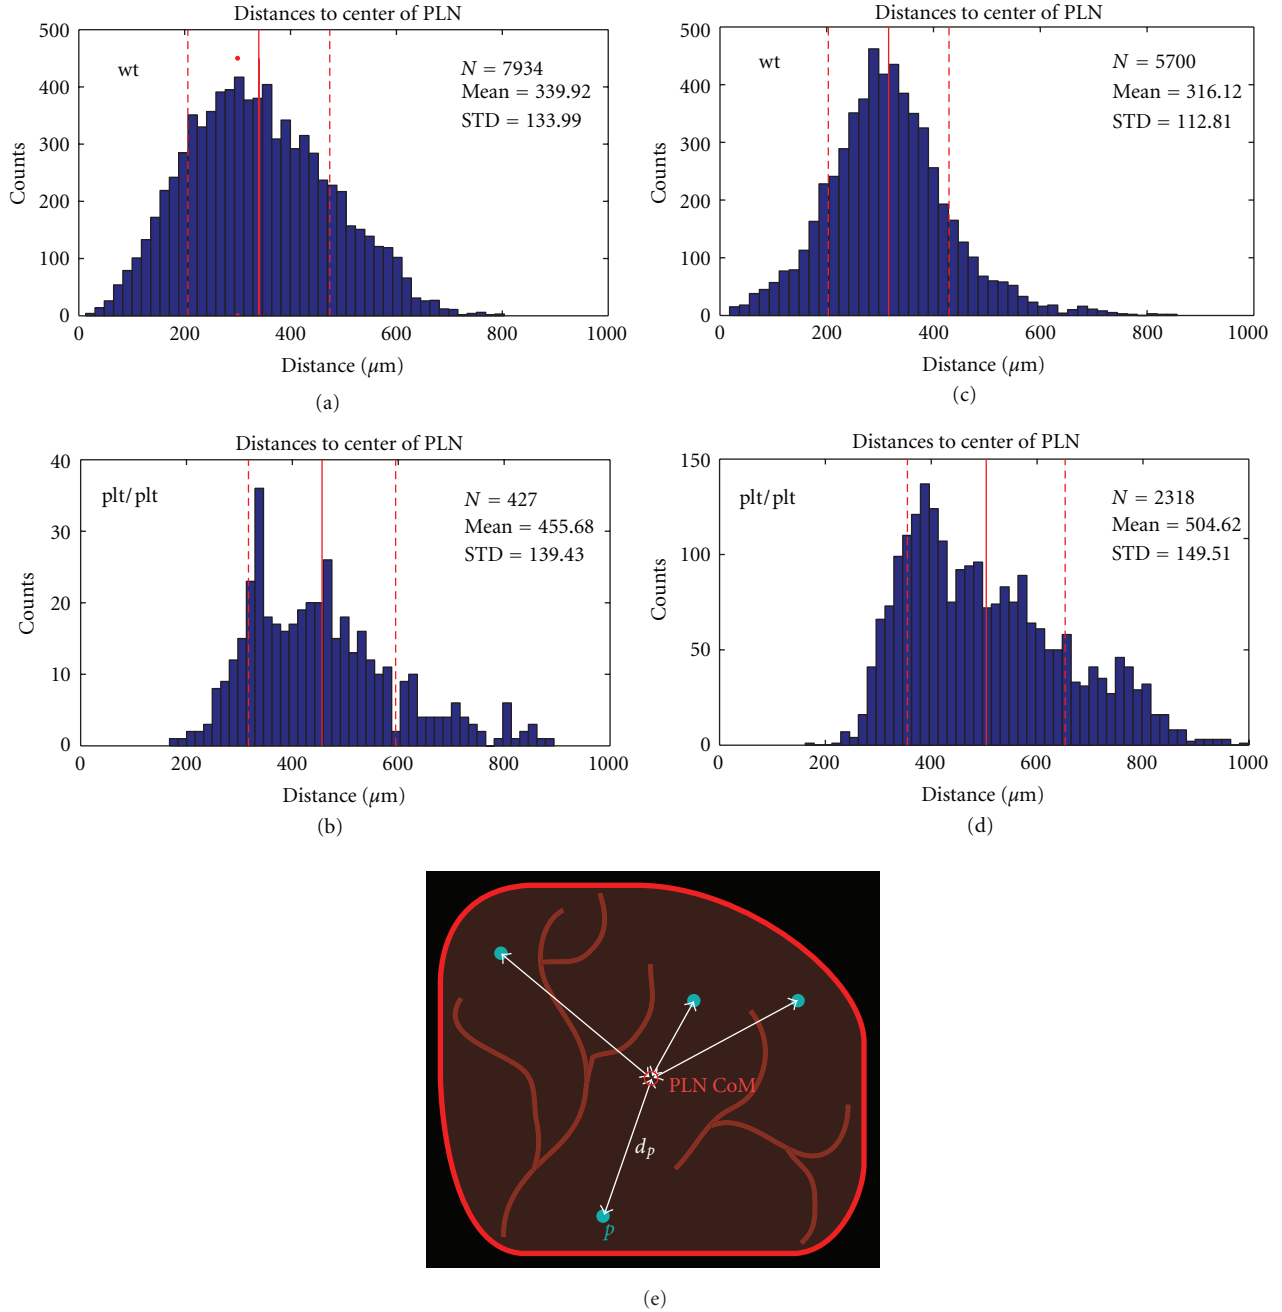 Distances to center of PLN
500
400
300
200
100
0
Counts
wt
N = 7934
Mean = 339.92
STD = 133.99
0
200
400
600
800
1000
Distance (μm)
(a)
Distances to center of PLN
500
400
300
200
100
0
Counts
wt
N = 5700
Mean = 316.12
STD = 112.81
0
200
400
600
800
1000
Distance (μm)
(c)
Distances to center of PLN
40
30
20
10
0
Counts
plt/plt
N = 427
Mean = 455.68
STD = 139.43
0
200
400
600
800
1000
Distance (μm)
(b)
Distances to center of PLN
150
100
50
0
Counts
plt/plt
N = 2318
Mean = 504.62
STD = 149.51
0
200
400
600
800
1000
Distance (μm)
(d)
PLN CoM
dp
p
(e)